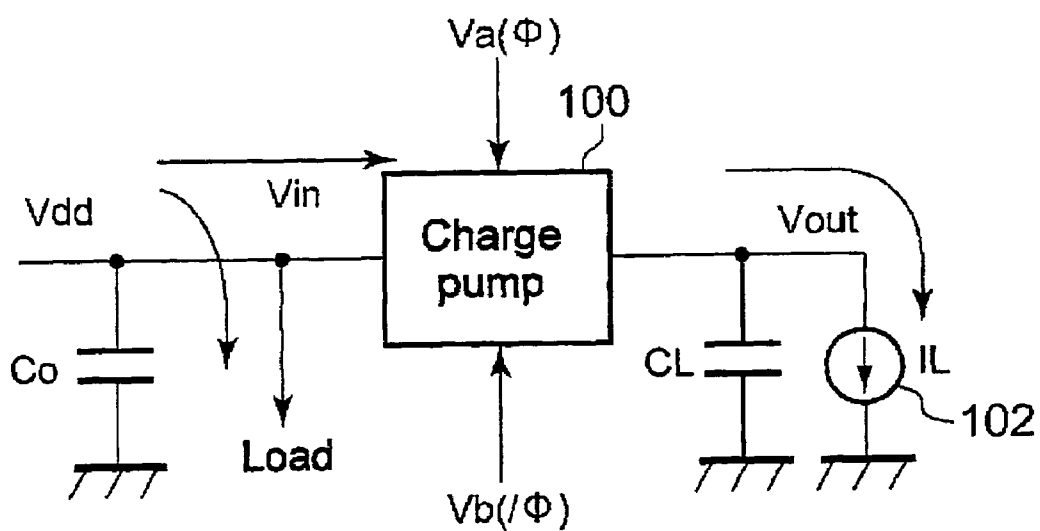 Va(Φ)
100
Vin
Vdd
Vout
Charge
pump
Co
CL
IL
102
Load
Vb(/Φ)